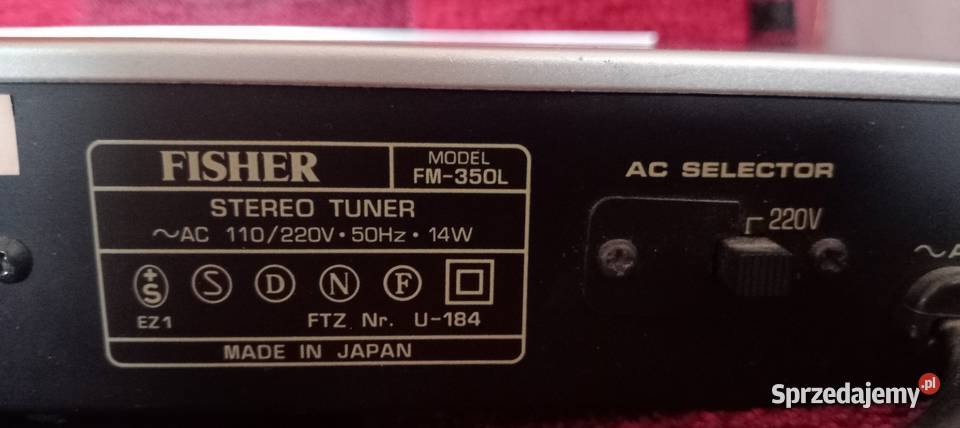 FISHER
MODEL
FM-350L
STEREO TUNER
~AC 110/220V·50Hz·14W
+S S D N F
EZ1 FTZ Nr. U-184
MADE IN JAPAN
AC SELECTOR
220V
~A
Sprzedajemy.pl